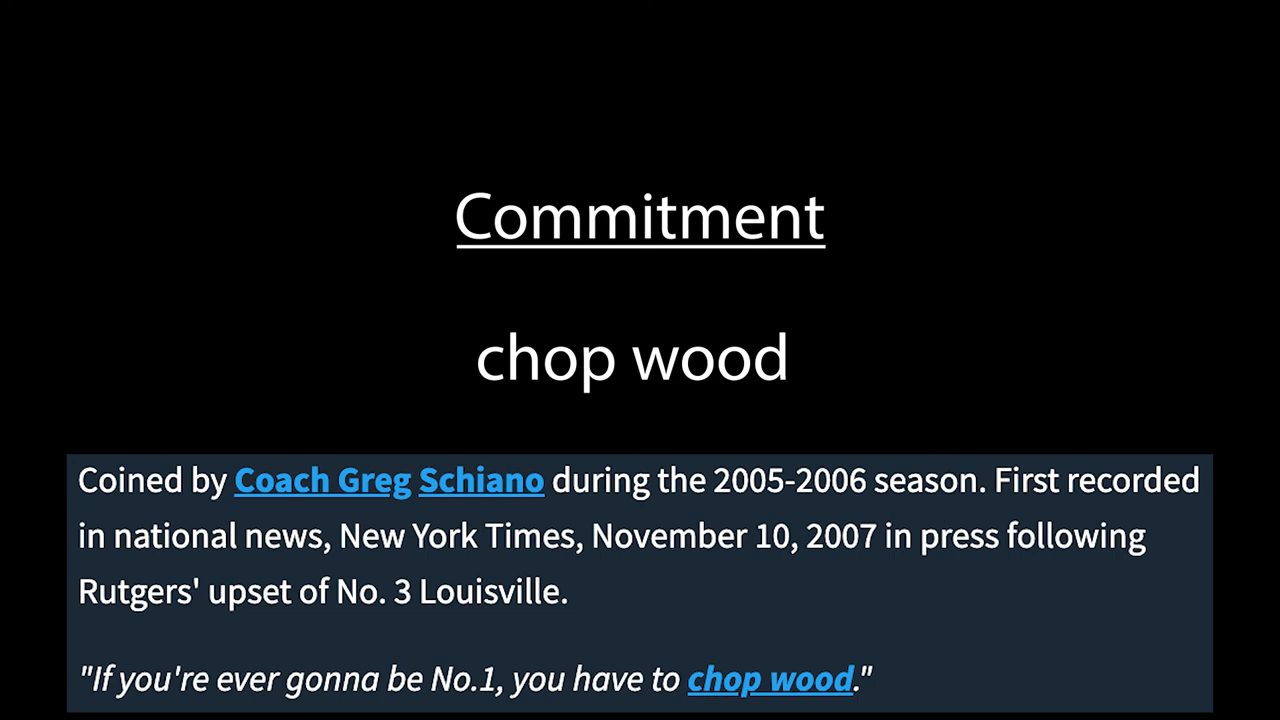 Commitment
chop wood
Coined by Coach Greg Schiano during the 2005-2006 season. First recorded
in national news, New York Times, November 10, 2007 in press following
Rutgers' upset of No. 3 Louisville.
"If you're ever gonna be No.1, you have to chop wood."